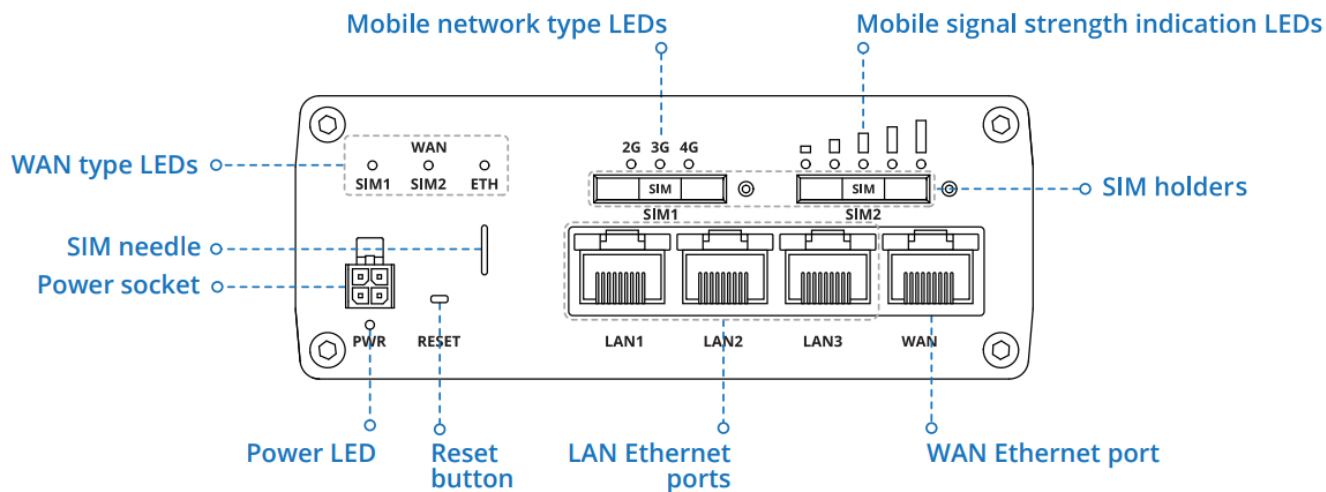 Mobile network type LEDs
Mobile signal strength indication LEDs
WAN type LEDs
WAN
SIM1
SIM2
ETH
2G 3G 4G
SIM
SIM
SIM holders
SIM1
SIM2
SIM needle
Power socket
PWR
RESET
LAN1
LAN2
LAN3
WAN
Power LED
Reset
button
LAN Ethernet
ports
WAN Ethernet port